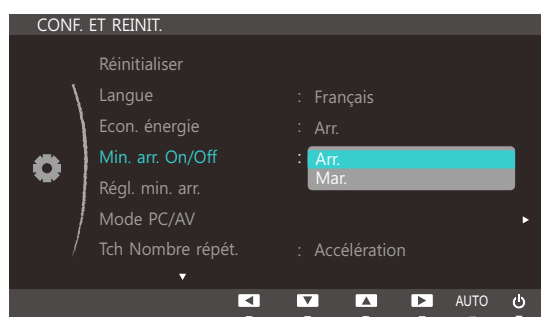 CONF. ET REINIT.
Réinitialiser
Langue : Français
Econ. énergie : Arr.
Min. arr. On/Off : Arr.
Mar.
Régl. min. arr.
Mode PC/AV
Tch Nombre répét. : Accélération
AUTO